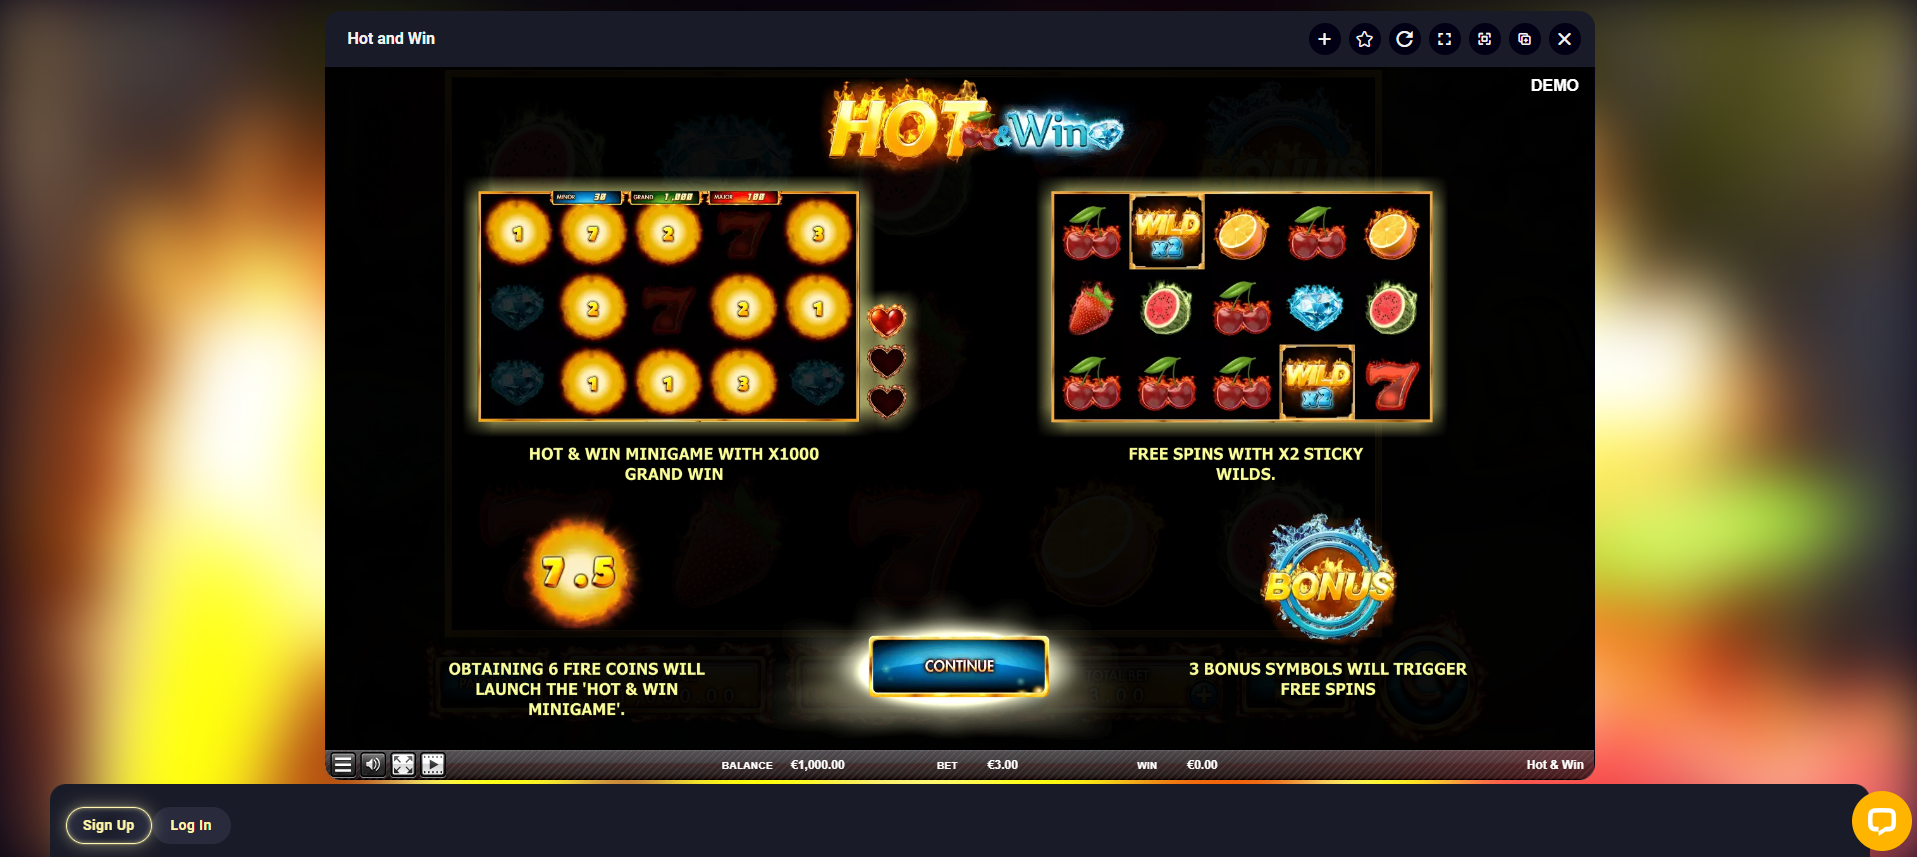 Hot and Win
DEMO
HOT & Win
MINOR 30 GRAND 1,000 MAJOR 100
1 7 2 3
2 2 1
1 1 3
WILD
X2
WILD
X2
HOT & WIN MINIGAME WITH X1000
GRAND WIN
FREE SPINS WITH X2 STICKY
WILDS.
7.5
BONUS
OBTAINING 6 FIRE COINS WILL
LAUNCH THE 'HOT & WIN
MINIGAME'.
CONTINUE
TOTAL BET
3.00
3 BONUS SYMBOLS WILL TRIGGER
FREE SPINS
BALANCE €1,000.00 BET €3.00 WIN €0.00 Hot & Win
Sign Up Log In